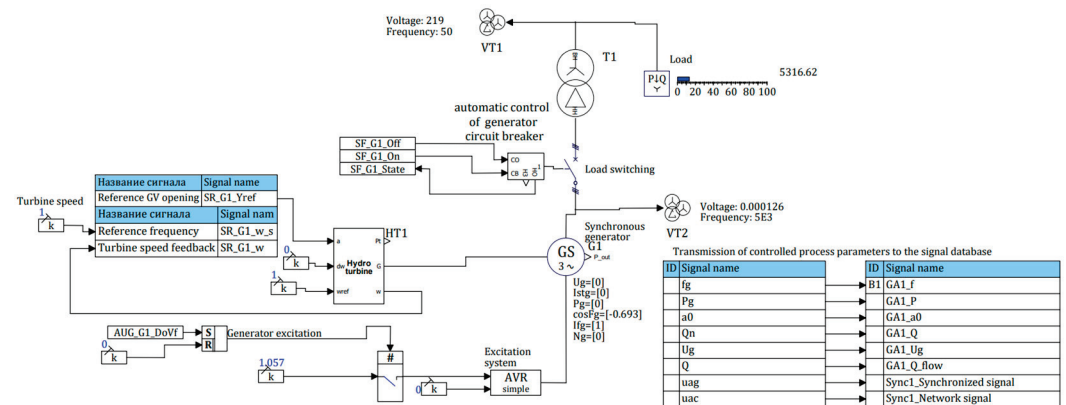 Voltage: 219
Frequency: 50
VT1
T1
Load
P↓Q
5316.62
0 20 40 60 80 100
automatic control
of generator
circuit breaker
SF_G1_Off
SF_G1_On
SF_G1_State
CO
CB
Load switching
Voltage: 0.000126
Frequency: 5E3
VT2
Название сигнала Signal name
Reference GV opening SR_G1_Yref
Название сигнала Signal nam
Reference frequency SR_G1_w_s
Turbine speed feedback SR_G1_w
Turbine speed
1
k
0
k
1
k
HT1
a
Pt
dw
Hydro
turbine
G
wref
w
Synchronous
generator
G1
GS
3 ~
P_out
Ug=[0]
Istg=[0]
Pg=[0]
cosFg=[-0.693]
Ifg=[1]
Ng=[0]
AUG_G1_DoVf
S
R
Generator excitation
0
k
1.057
k
#
0
k
Excitation
system
AVR
simple
Transmission of controlled process parameters to the signal database
ID Signal name
fg
Pg
a0
Qn
Ug
Q
uag
uac
ID Signal name
B1 GA1_f
GA1_P
GA1_a0
GA1_Q
GA1_Ug
GA1_Q_flow
Sync1_Synchronized signal
Sync1_Network signal